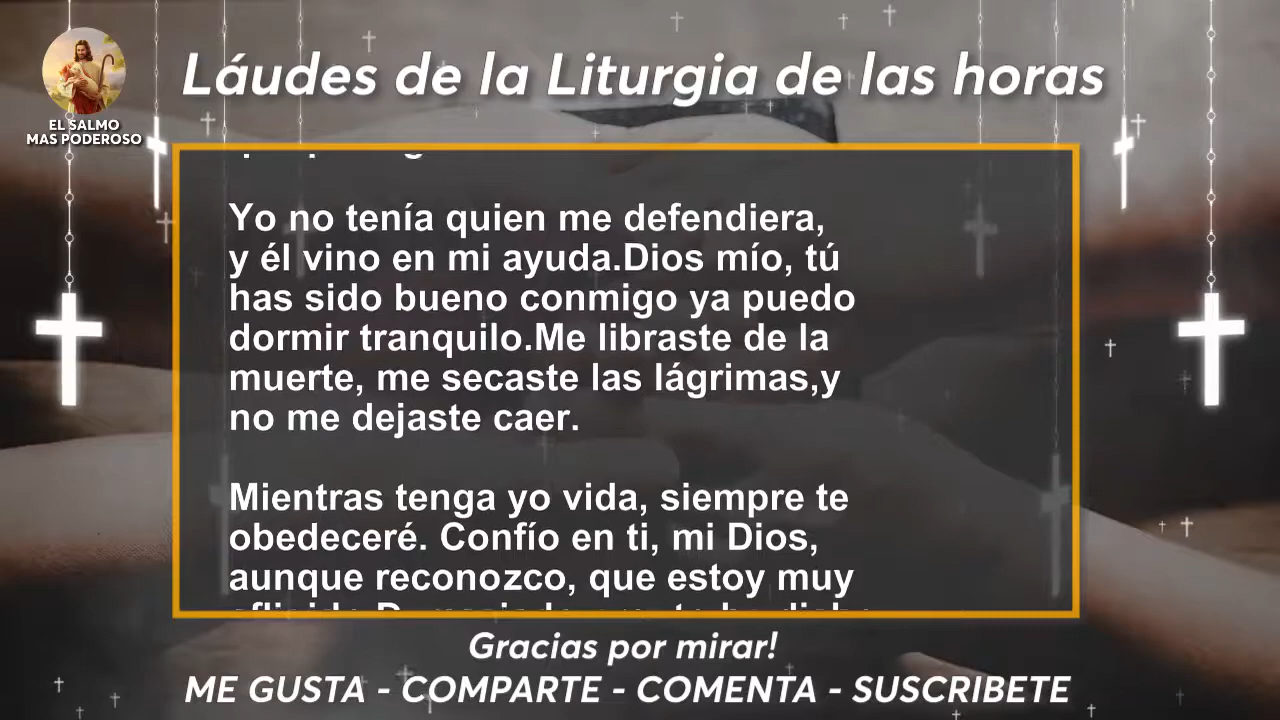 Láudes de la Liturgia de las horas
EL SALMO
MAS PODEROSO
Yo no tenía quien me defendiera,
y él vino en mi ayuda.Dios mío, tú
has sido bueno conmigo ya puedo
dormir tranquilo.Me libraste de la
muerte, me secaste las lágrimas,y
no me dejaste caer.
Mientras tenga yo vida, siempre te
obedeceré. Confío en ti, mi Dios,
aunque reconozco, que estoy muy
Gracias por mirar!
ME GUSTA - COMPARTE - COMENTA - SUSCRIBETE